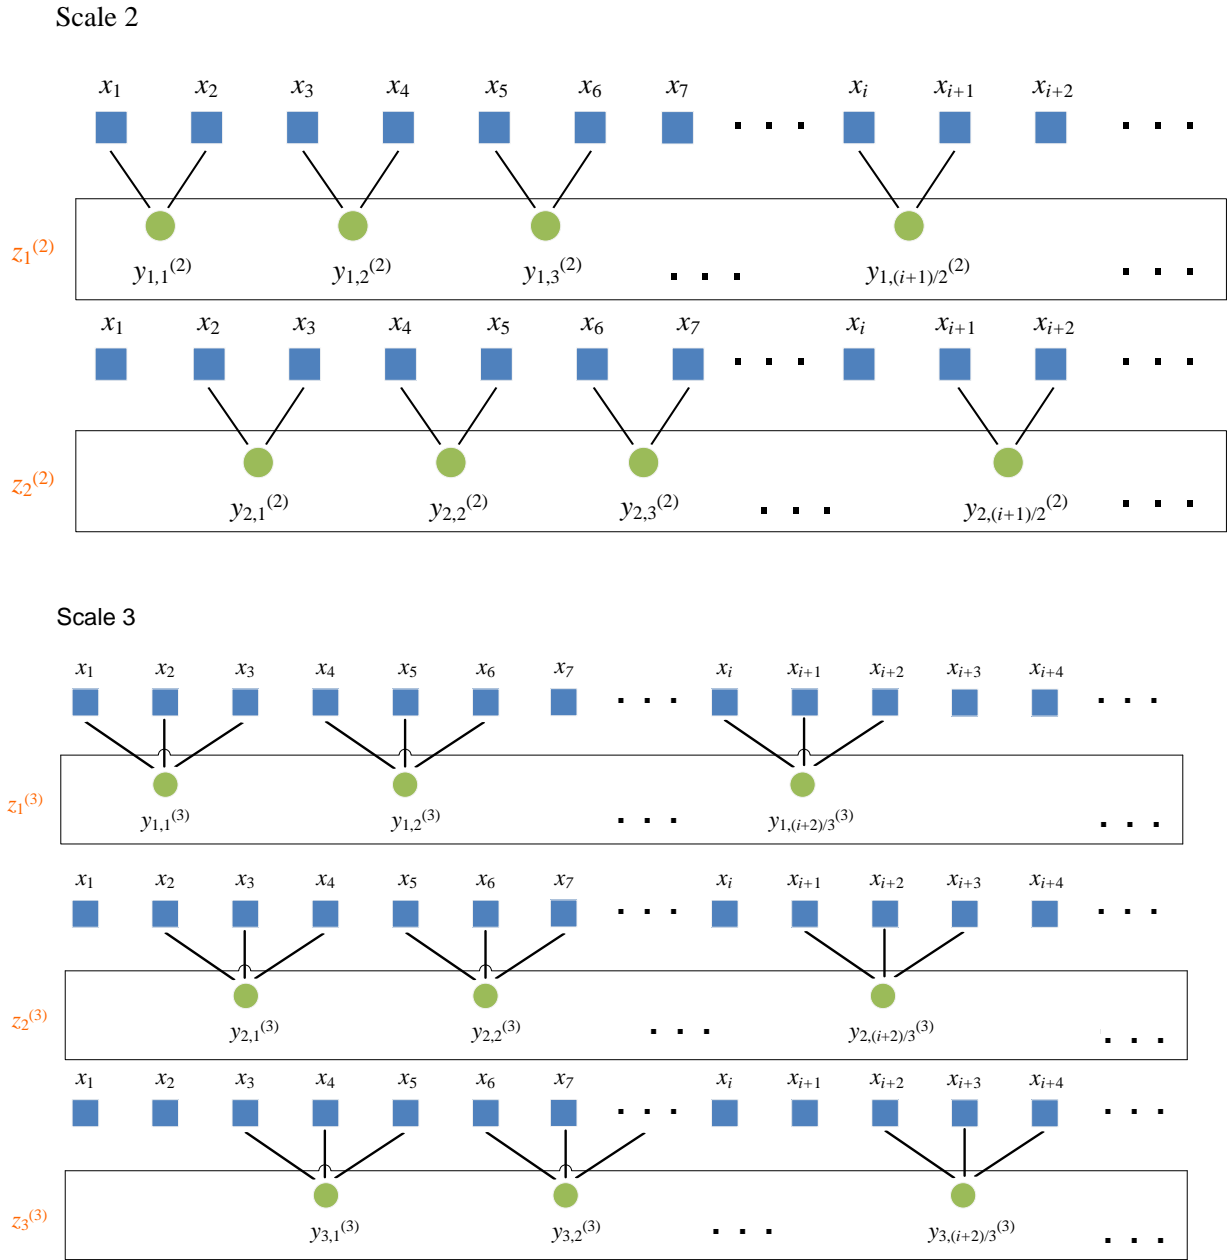 Scale 2
x1 x2 x3 x4 x5 x6 x7 . . . xi xi+1 xi+2 . . .
z1(2)
y1,1(2) y1,2(2) y1,3(2) . . . y1,(i+1)/2(2) . . .
x1 x2 x3 x4 x5 x6 x7 . . . xi xi+1 xi+2 . . .
z2(2)
y2,1(2) y2,2(2) y2,3(2) . . . y2,(i+1)/2(2) . . .
Scale 3
x1 x2 x3 x4 x5 x6 x7 . . . xi xi+1 xi+2 xi+3 xi+4 . . .
z1(3)
y1,1(3) y1,2(3) . . . y1,(i+2)/3(3) . . .
x1 x2 x3 x4 x5 x6 x7 . . . xi xi+1 xi+2 xi+3 xi+4 . . .
z2(3)
y2,1(3) y2,2(3) . . . y2,(i+2)/3(3) . . .
x1 x2 x3 x4 x5 x6 x7 . . . xi xi+1 xi+2 xi+3 xi+4 . . .
z3(3)
y3,1(3) y3,2(3) . . . y3,(i+2)/3(3) . . .